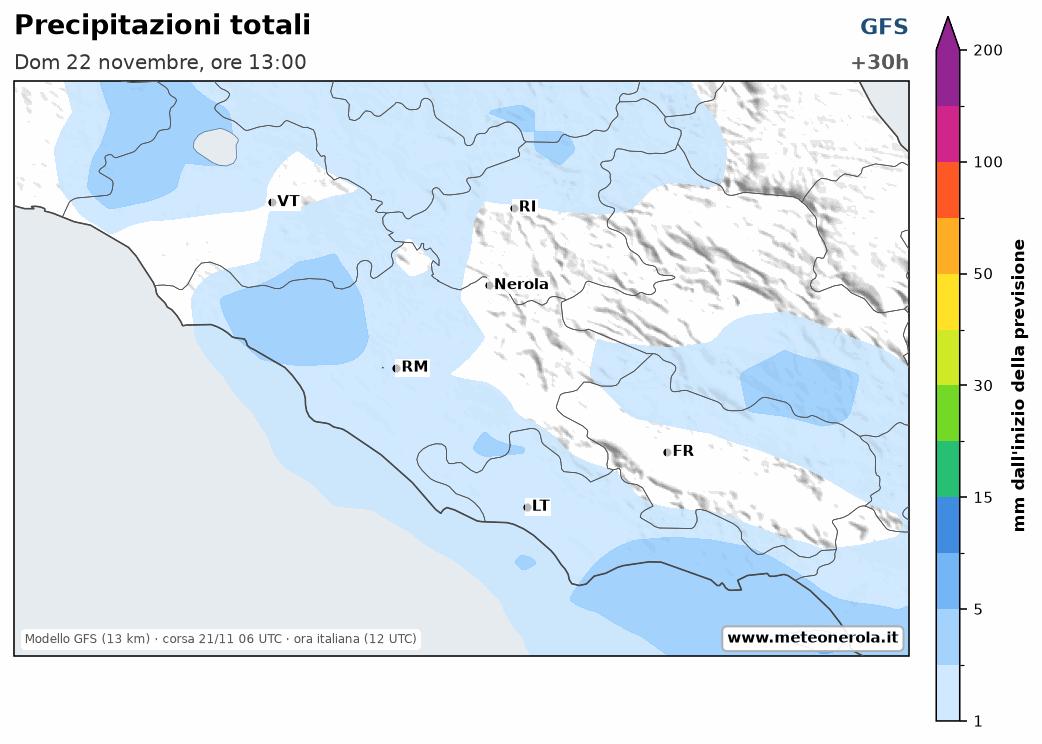 Precipitazioni totali
GFS
Dom 22 novembre, ore 13:00
+30h
200
100
50
30
15
5
1
mm dall'inizio della previsione
VT
RI
Nerola
RM
FR
LT
Modello GFS (13 km) · corsa 21/11 06 UTC · ora italiana (12 UTC)
www.meteonerola.it